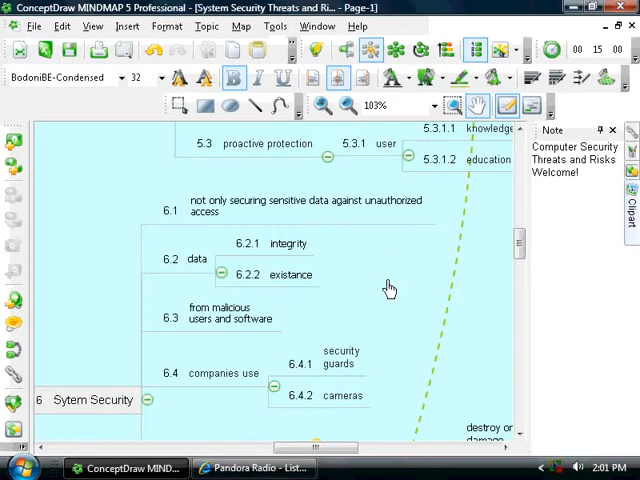 ConceptDraw MINDMAP 5 Professional - [System Security Threats and Ri... - Page-1]
File Edit View Insert Format Topic Map Tools Window Help
00 15 00
BodoniBE-Condensed 32
103%
5.3 proactive protection 5.3.1 user
5.3.1.1 knowledge
5.3.1.2 education
6.1 not only securing sensitive data against unauthorized
access
6.2 data
6.2.1 integrity
6.2.2 existance
6.3 from malicious
users and software
6.4 companies use
6.4.1 security
guards
6.4.2 cameras
6 Sytem Security
destroy or
damage
Note
Computer Security
Threats and Risks
Welcome!
Clipart
ConceptDraw MIND...
Pandora Radio - List...
2:01 PM